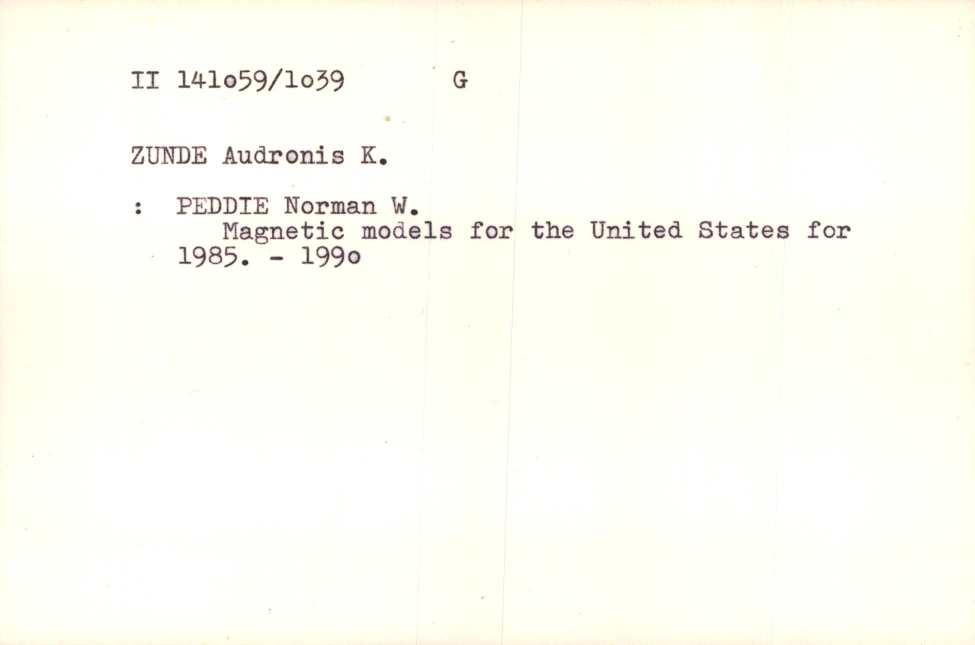 II 141o59/1o39 G
ZUNDE Audronis K.
: PEDDIE Norman W.
Magnetic models for the United States for
1985. - 199o